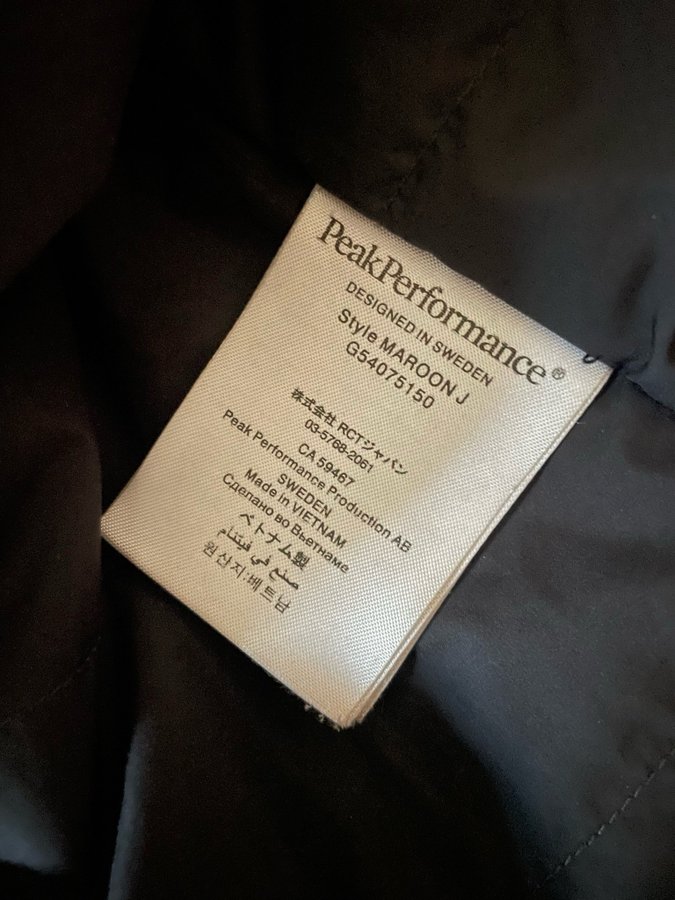 PeakPerformance®
DESIGNED IN SWEDEN
Style MAROON J
G54075150
株式会社 RCTジャパン
03-5768-2061
CA 59467
Peak Performance Production AB
SWEDEN
Made in VIETNAM
Сделано во Вьетнаме
ベトナム製
صنع في فيتنام
원산지:베트남